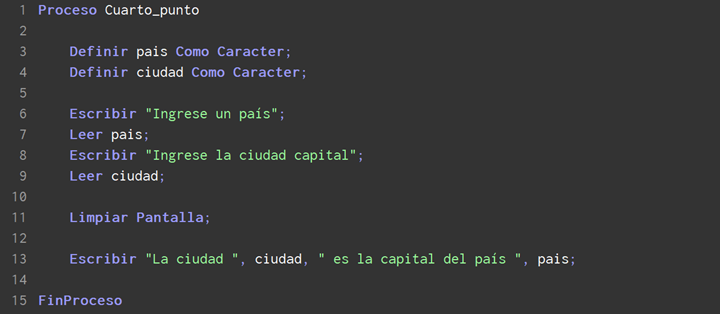 1 Proceso Cuarto_punto
2
3 Definir pais Como Caracter;
4 Definir ciudad Como Caracter;
5
6 Escribir "Ingrese un país";
7 Leer pais;
8 Escribir "Ingrese la ciudad capital";
9 Leer ciudad;
10
11 Limpiar Pantalla;
12
13 Escribir "La ciudad ", ciudad, " es la capital del país ", pais;
14
15 FinProceso